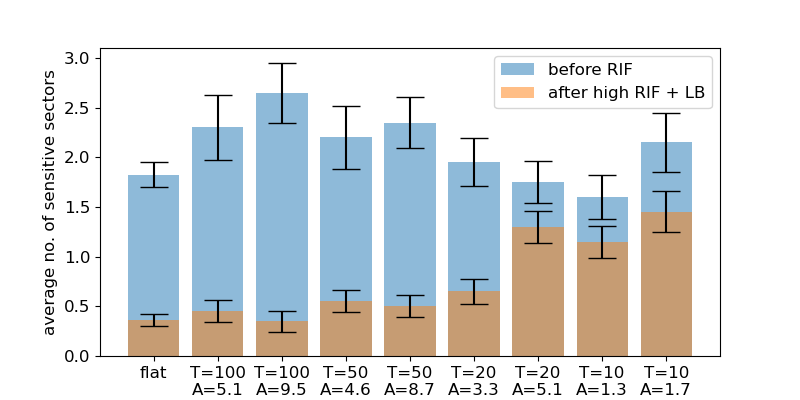 before RIF
after high RIF + LB
average no. of sensitive sectors
3.0
2.5
2.0
1.5
1.0
0.5
0.0
flat T=100 T=100 T=50 T=50 T=20 T=20 T=10 T=10
A=5.1 A=9.5 A=4.6 A=8.7 A=3.3 A=5.1 A=1.3 A=1.7